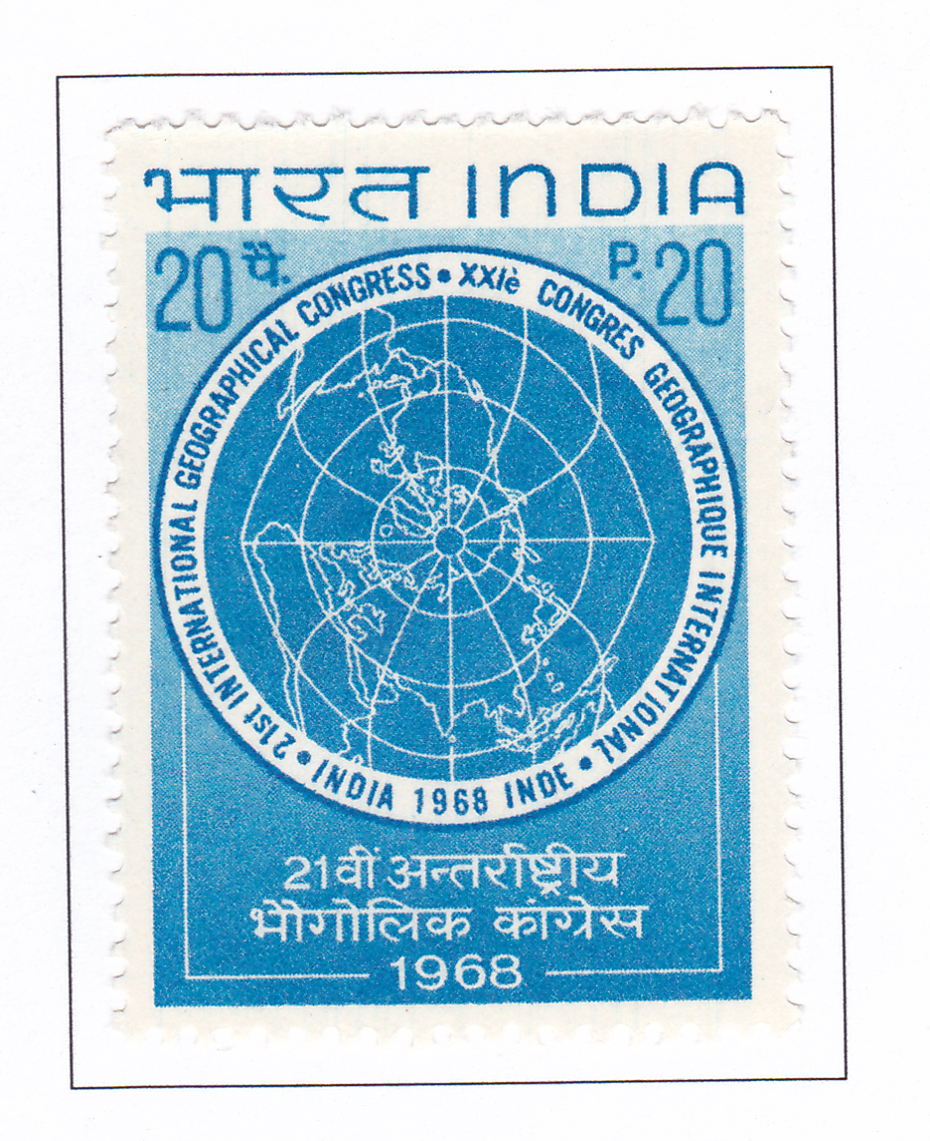 भारत INDIA
20 पै.
P. 20
21st INTERNATIONAL GEOGRAPHICAL CONGRESS • XXIè CONGRES GEOGRAPHIQUE INTERNATIONAL •
INDIA 1968 INDE •
21वीं अन्तर्राष्ट्रीय
भौगोलिक कांग्रेस
1968